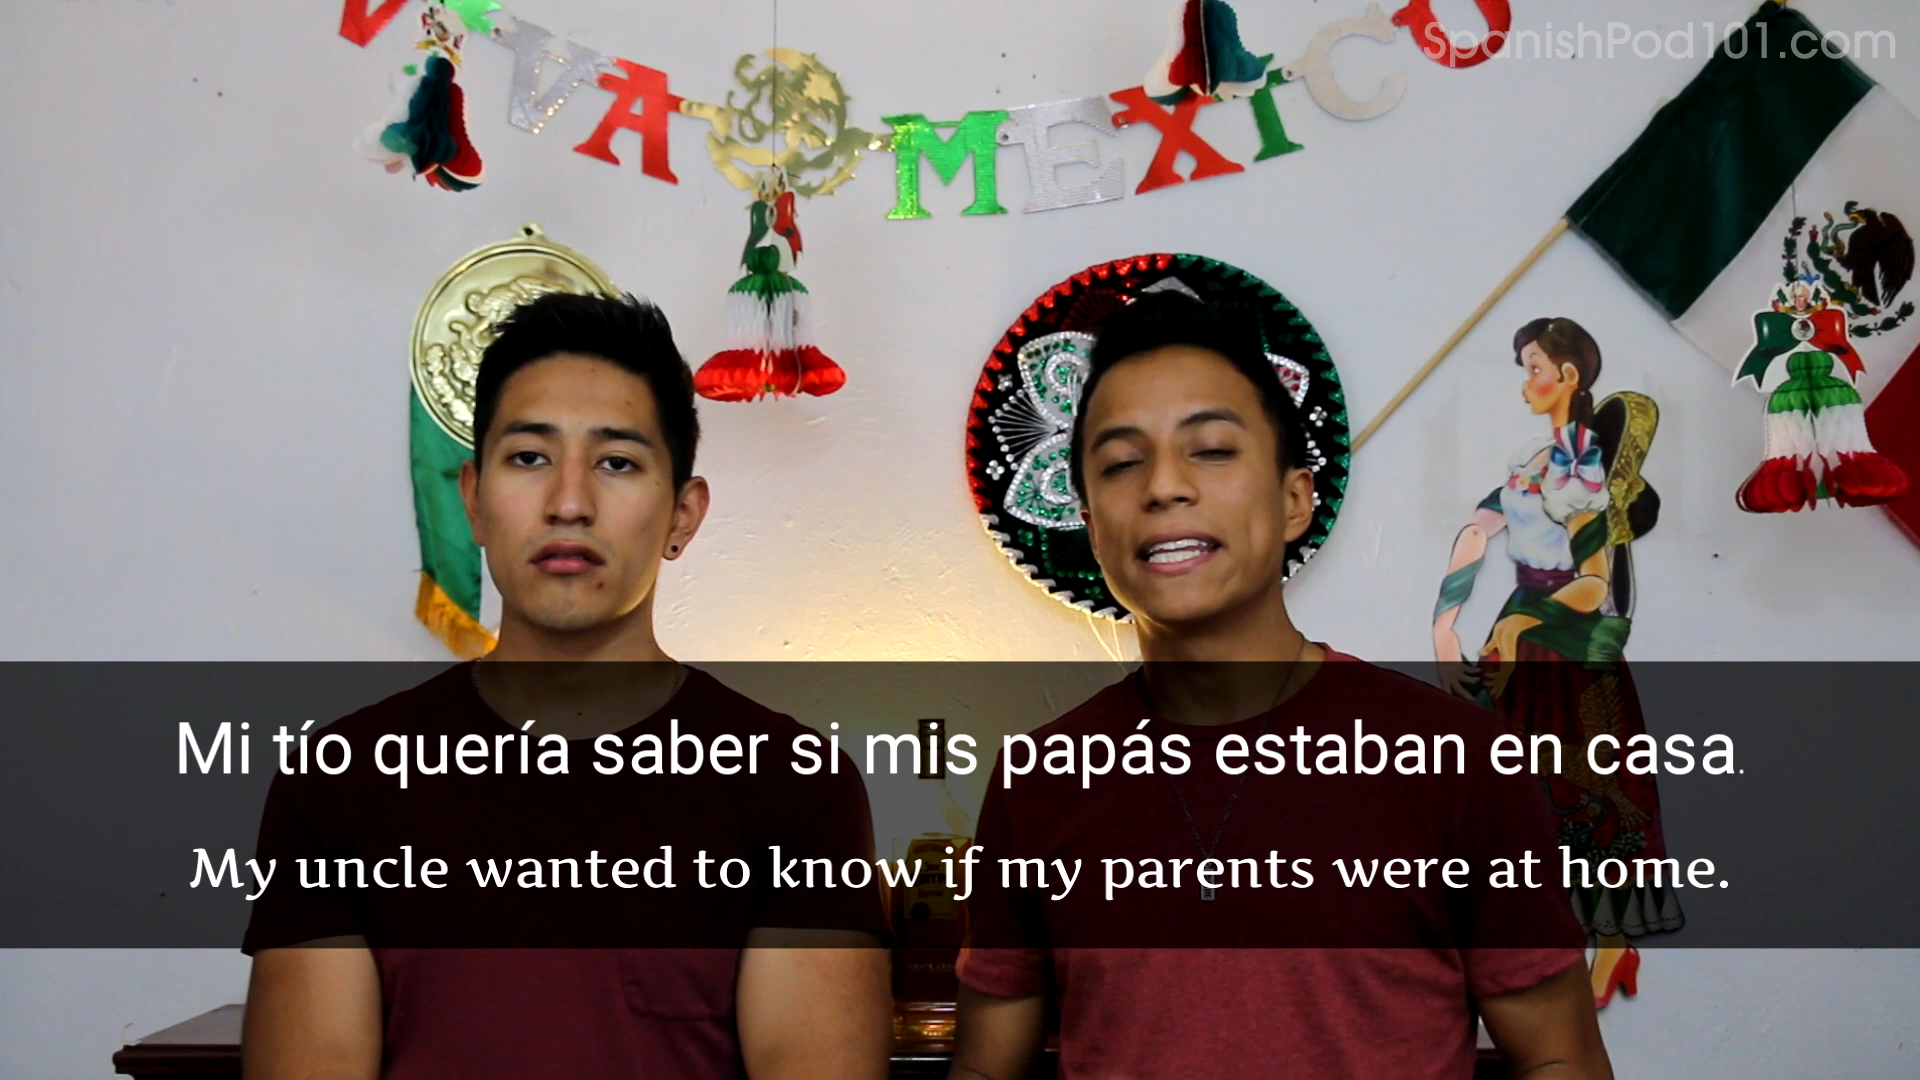 SpanishPod101.com
VIVA MEXICO
Mi tío quería saber si mis papás estaban en casa.
My uncle wanted to know if my parents were at home.